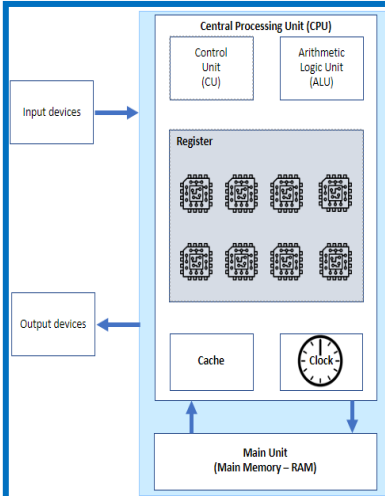 Central Processing Unit (CPU)
Control
Unit
(CU)
Arithmetic
Logic Unit
(ALU)
Input devices
Register
Output devices
Cache
Clock
Main Unit
(Main Memory – RAM)